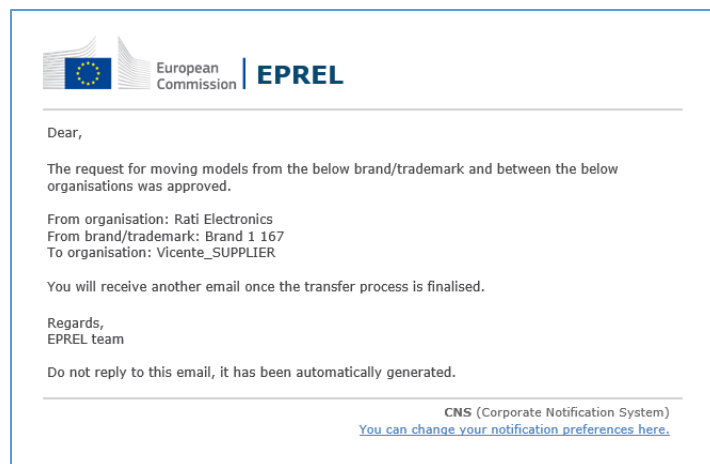 European
Commission
EPREL
Dear,
The request for moving models from the below brand/trademark and between the below
organisations was approved.
From organisation: Rati Electronics
From brand/trademark: Brand 1 167
To organisation: Vicente_SUPPLIER
You will receive another email once the transfer process is finalised.
Regards,
EPREL team
Do not reply to this email, it has been automatically generated.
CNS (Corporate Notification System)
You can change your notification preferences here.